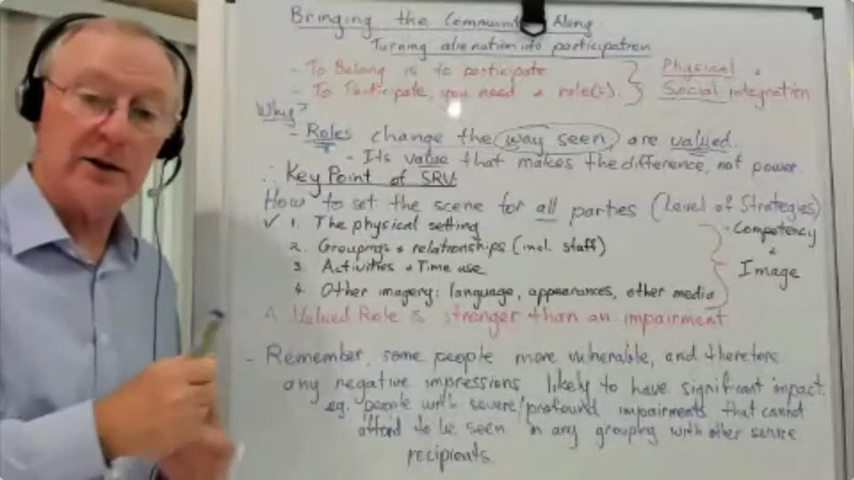 Bringing the Community Along
Turning alienation into participation
- To Belong is to participate
- To Participate, you need a role(s).
Physical &
Social integration
Why?
- Roles change the way seen, are valued.
- Its value that makes the difference, not power
∴ Key Point of SRV:
How to set the scene for all parties (Level of Strategies)
✓ 1. The physical setting
2. Groupings & relationships (incl. staff)
3. Activities & Time use
4. Other imagery: language, appearances, other media
- Competency
&
Image
A Valued Role is stronger than an impairment
- Remember, some people more vulnerable, and therefore
any negative impressions likely to have significant impact.
eg. people with severe/profound impairments that cannot
afford to be seen in any grouping with other service
recipients.